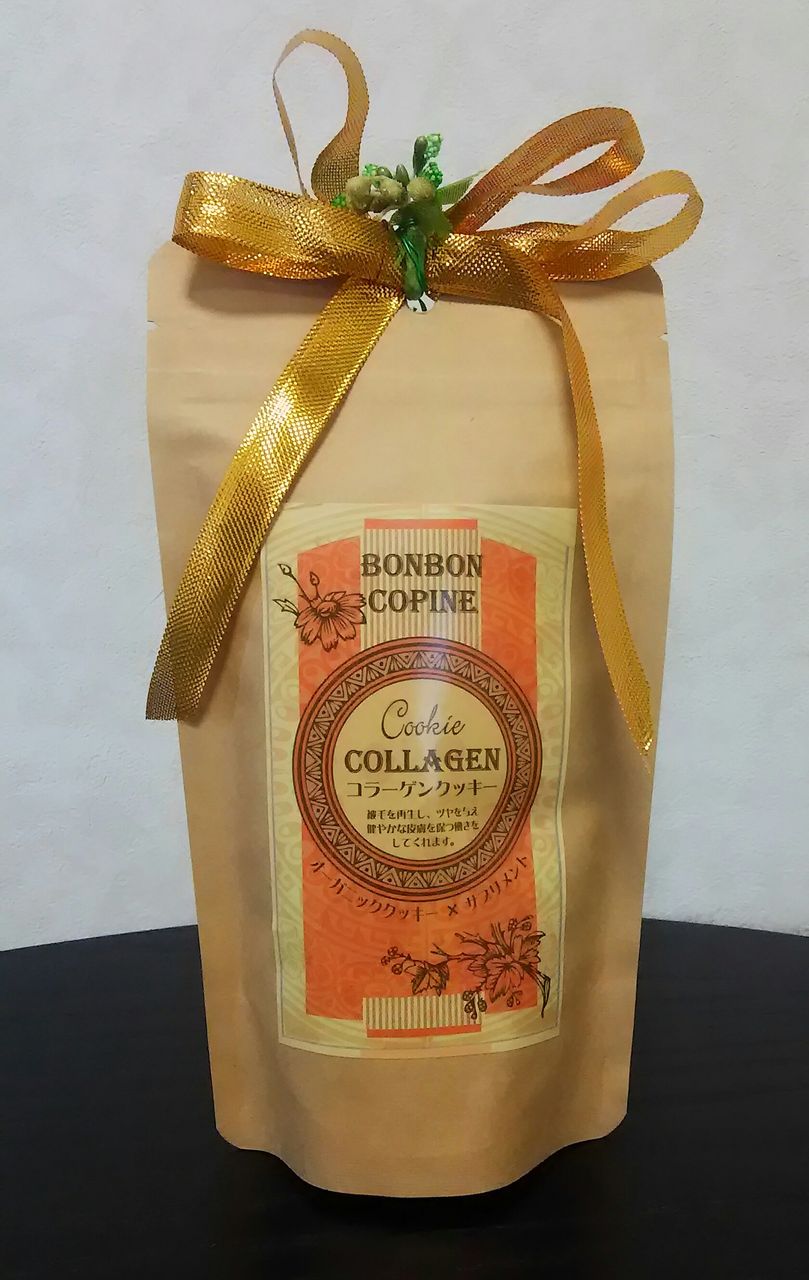 BONBON
COPINE
Cookie
COLLAGEN
コラーゲンクッキー
被毛を再生し、ツヤを与え
健やかな皮膚を保つ働きを
してくれます。
オーガニッククッキー × サプリメント